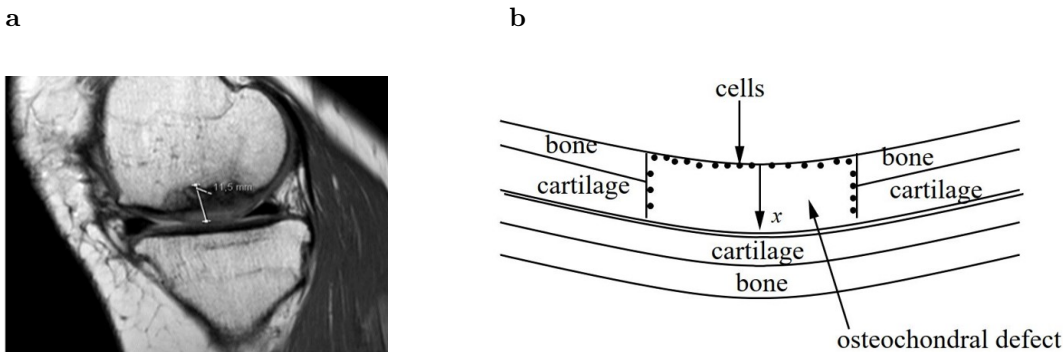 a
b
11,5 mm
cells
bone
bone
cartilage
cartilage
x
cartilage
bone
osteochondral defect